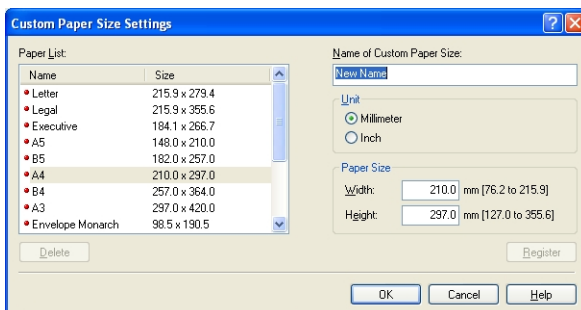 Custom Paper Size Settings
Paper List:
Name Size
Letter 215.9 x 279.4
Legal 215.9 x 355.6
Executive 184.1 x 266.7
A5 148.0 x 210.0
B5 182.0 x 257.0
A4 210.0 x 297.0
B4 257.0 x 364.0
A3 297.0 x 420.0
Envelope Monarch 98.5 x 190.5
Delete
Name of Custom Paper Size:
New Name
Unit
Millimeter
Inch
Paper Size
Width: 210.0 mm [76.2 to 215.9]
Height: 297.0 mm [127.0 to 355.6]
Register
OK Cancel Help